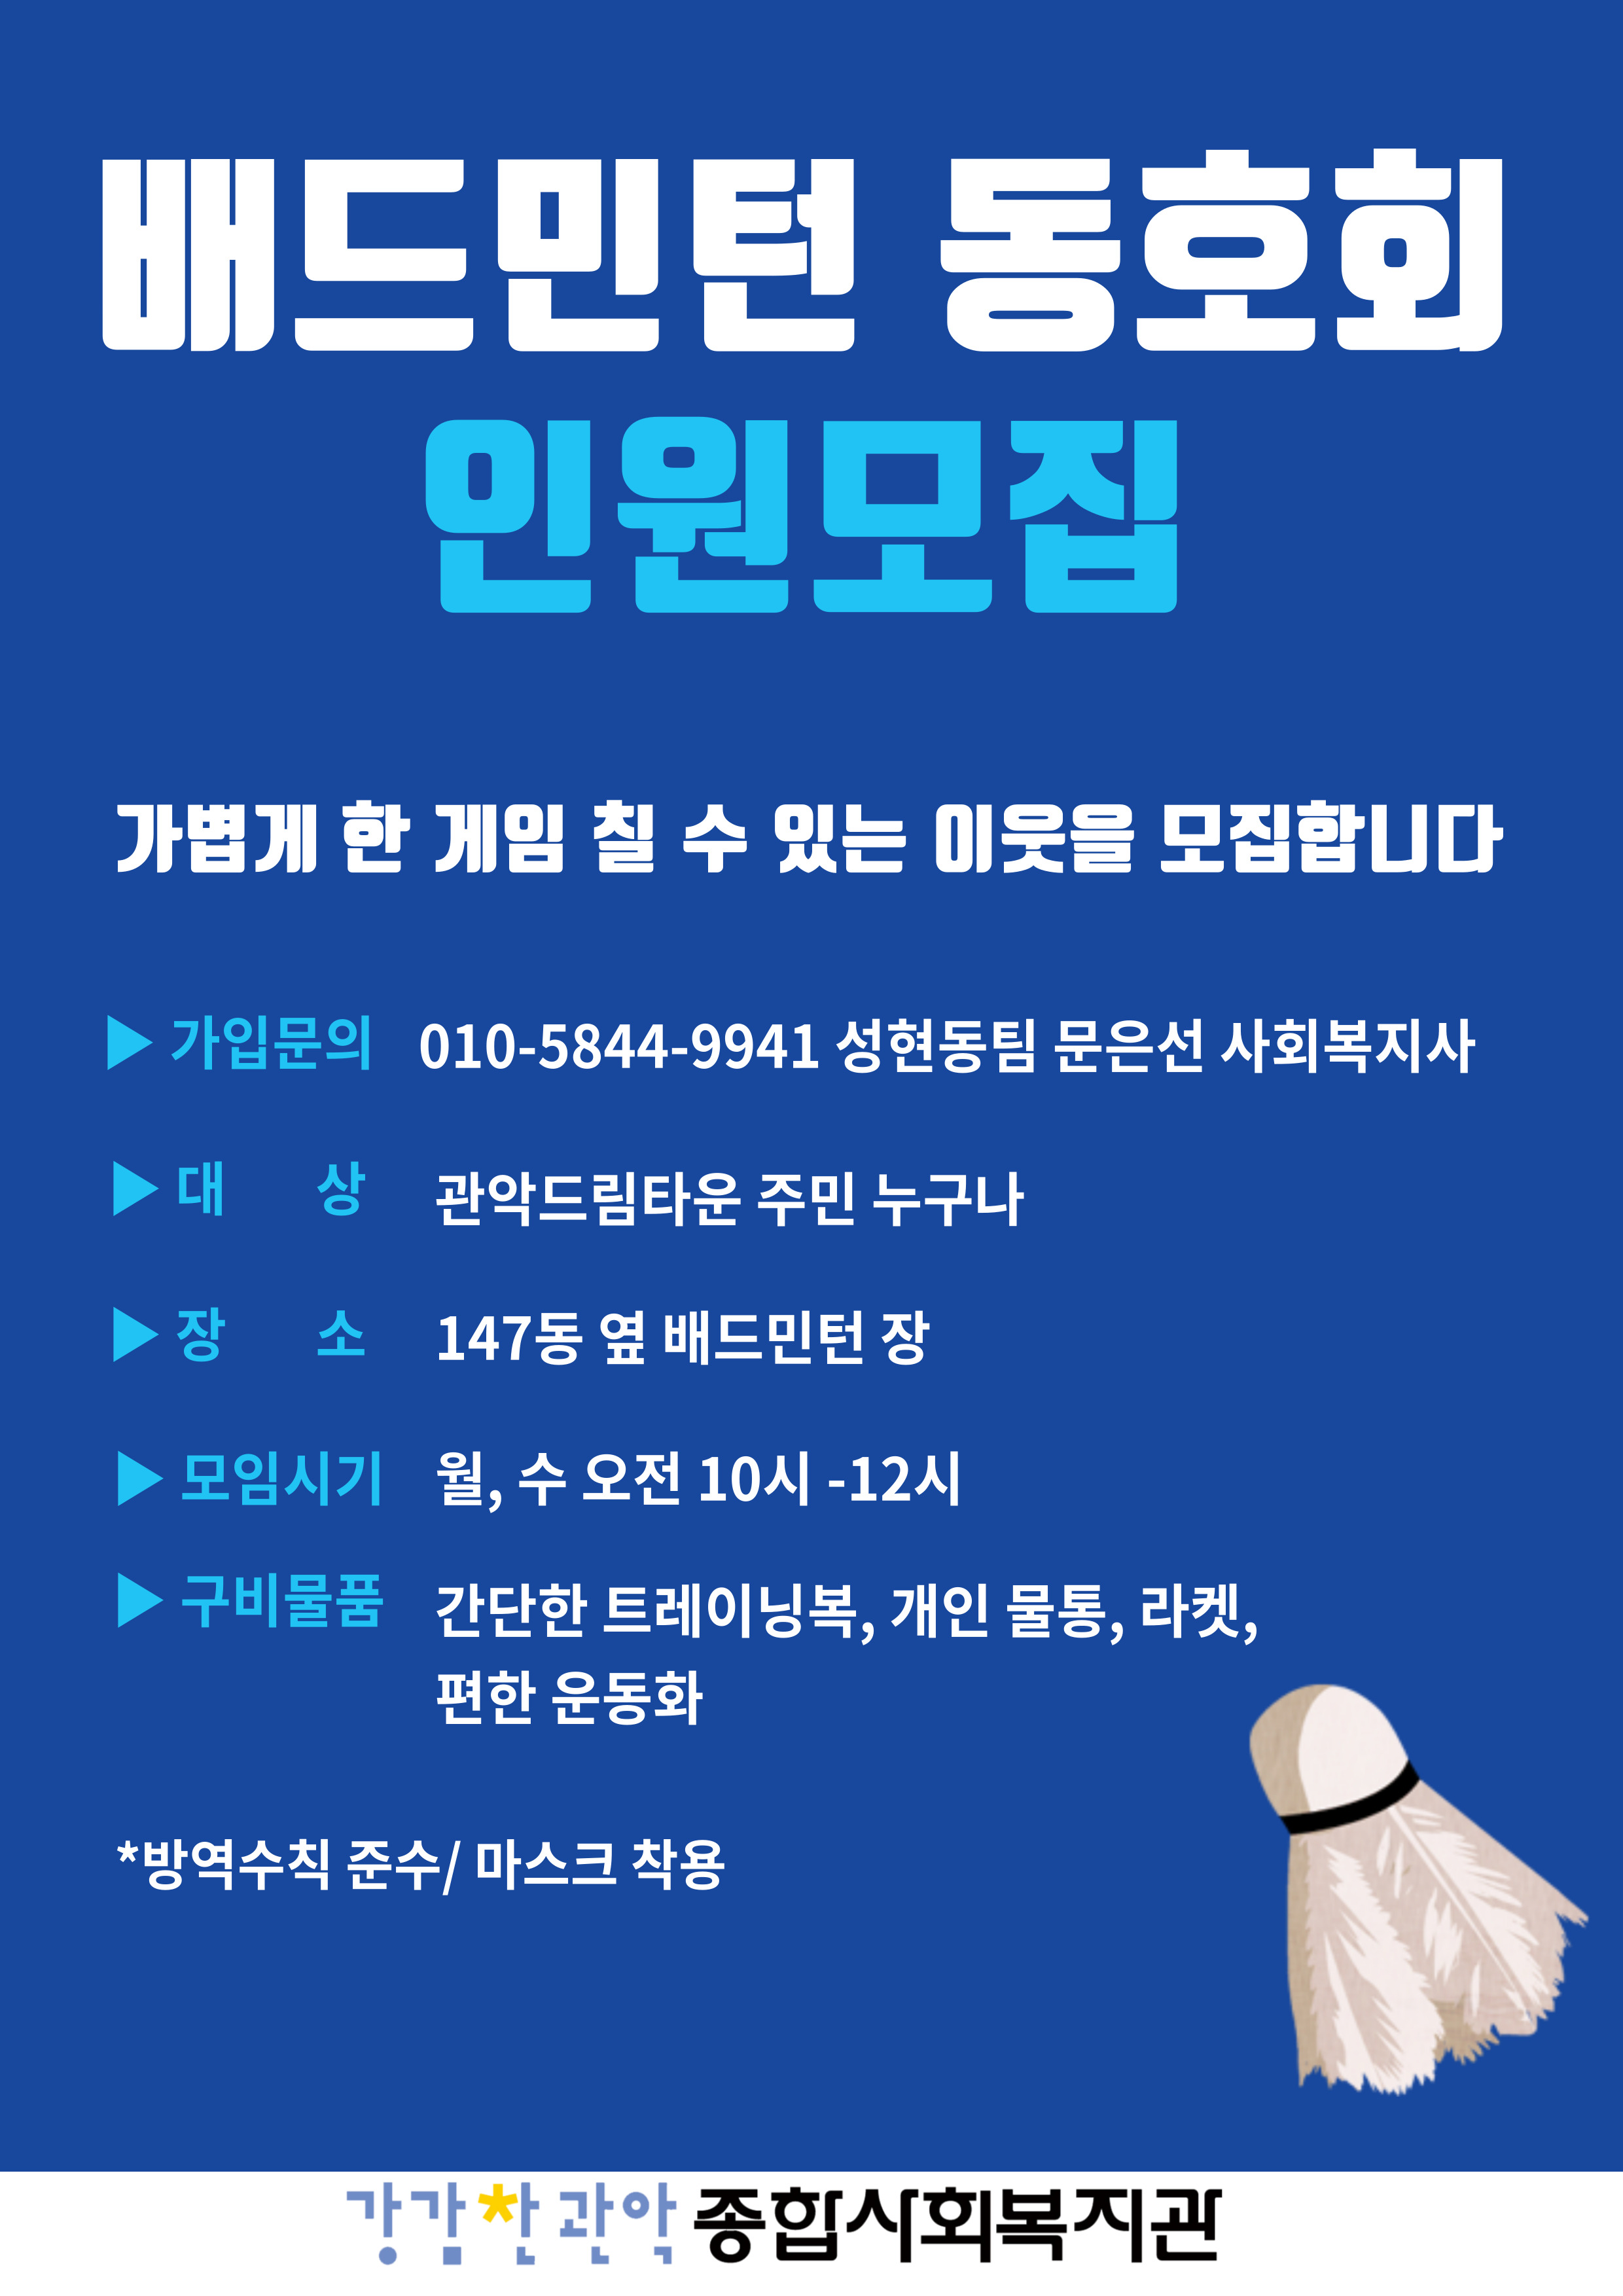 배드민턴 동호회
인원모집
가볍게 한 게임 칠 수 있는 이웃을 모집합니다
▶ 가입문의 010-5844-9941 성현동팀 문은선 사회복지사
▶ 대 상 관악드림타운 주민 누구나
▶ 장 소 147동 옆 배드민턴 장
▶ 모임시기 월, 수 오전 10시 -12시
▶ 구비물품 간단한 트레이닝복, 개인 물통, 라켓,
편한 운동화
*방역수칙 준수/ 마스크 착용
강감찬관악 종합사회복지관